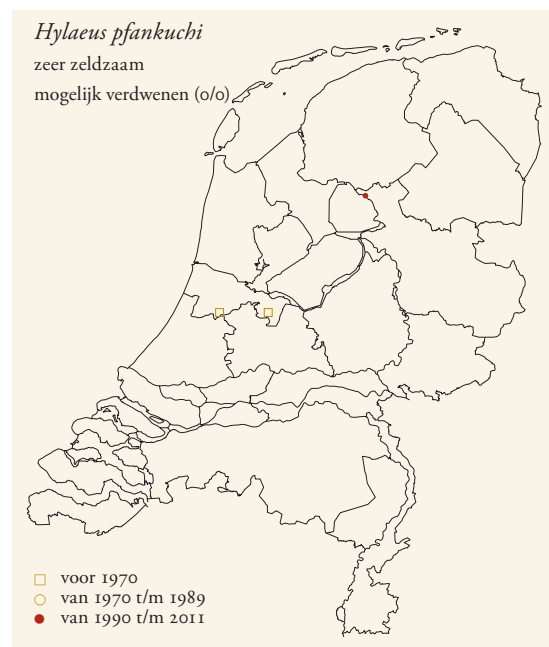 Hylaeus pfankuchi
zeer zeldzaam
mogelijk verdwenen (0/0)
voor 1970
van 1970 t/m 1989
van 1990 t/m 2011